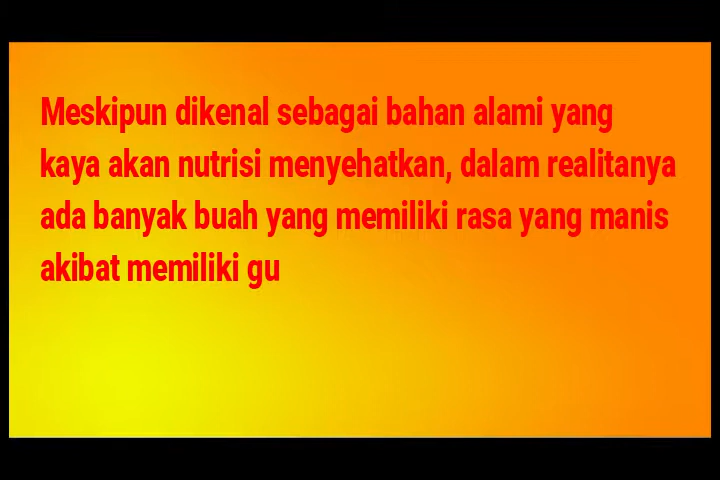 Meskipun dikenal sebagai bahan alami yang
kaya akan nutrisi menyehatkan, dalam realitanya
ada banyak buah yang memiliki rasa yang manis
akibat memiliki gu